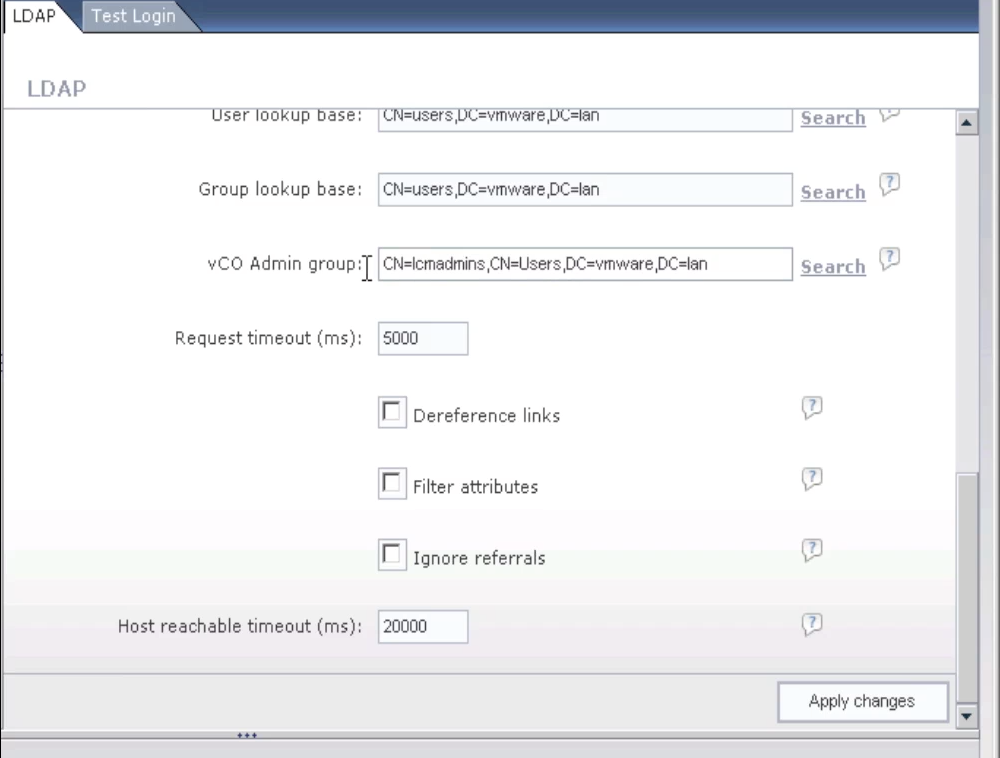 LDAP Test Login
LDAP
User lookup base: CN=users,DC=vmware,DC=lan Search
Group lookup base: CN=users,DC=vmware,DC=lan Search ?
vCO Admin group: CN=lcmadmins,CN=Users,DC=vmware,DC=lan Search ?
Request timeout (ms): 5000
Dereference links ?
Filter attributes ?
Ignore referrals ?
Host reachable timeout (ms): 20000 ?
Apply changes